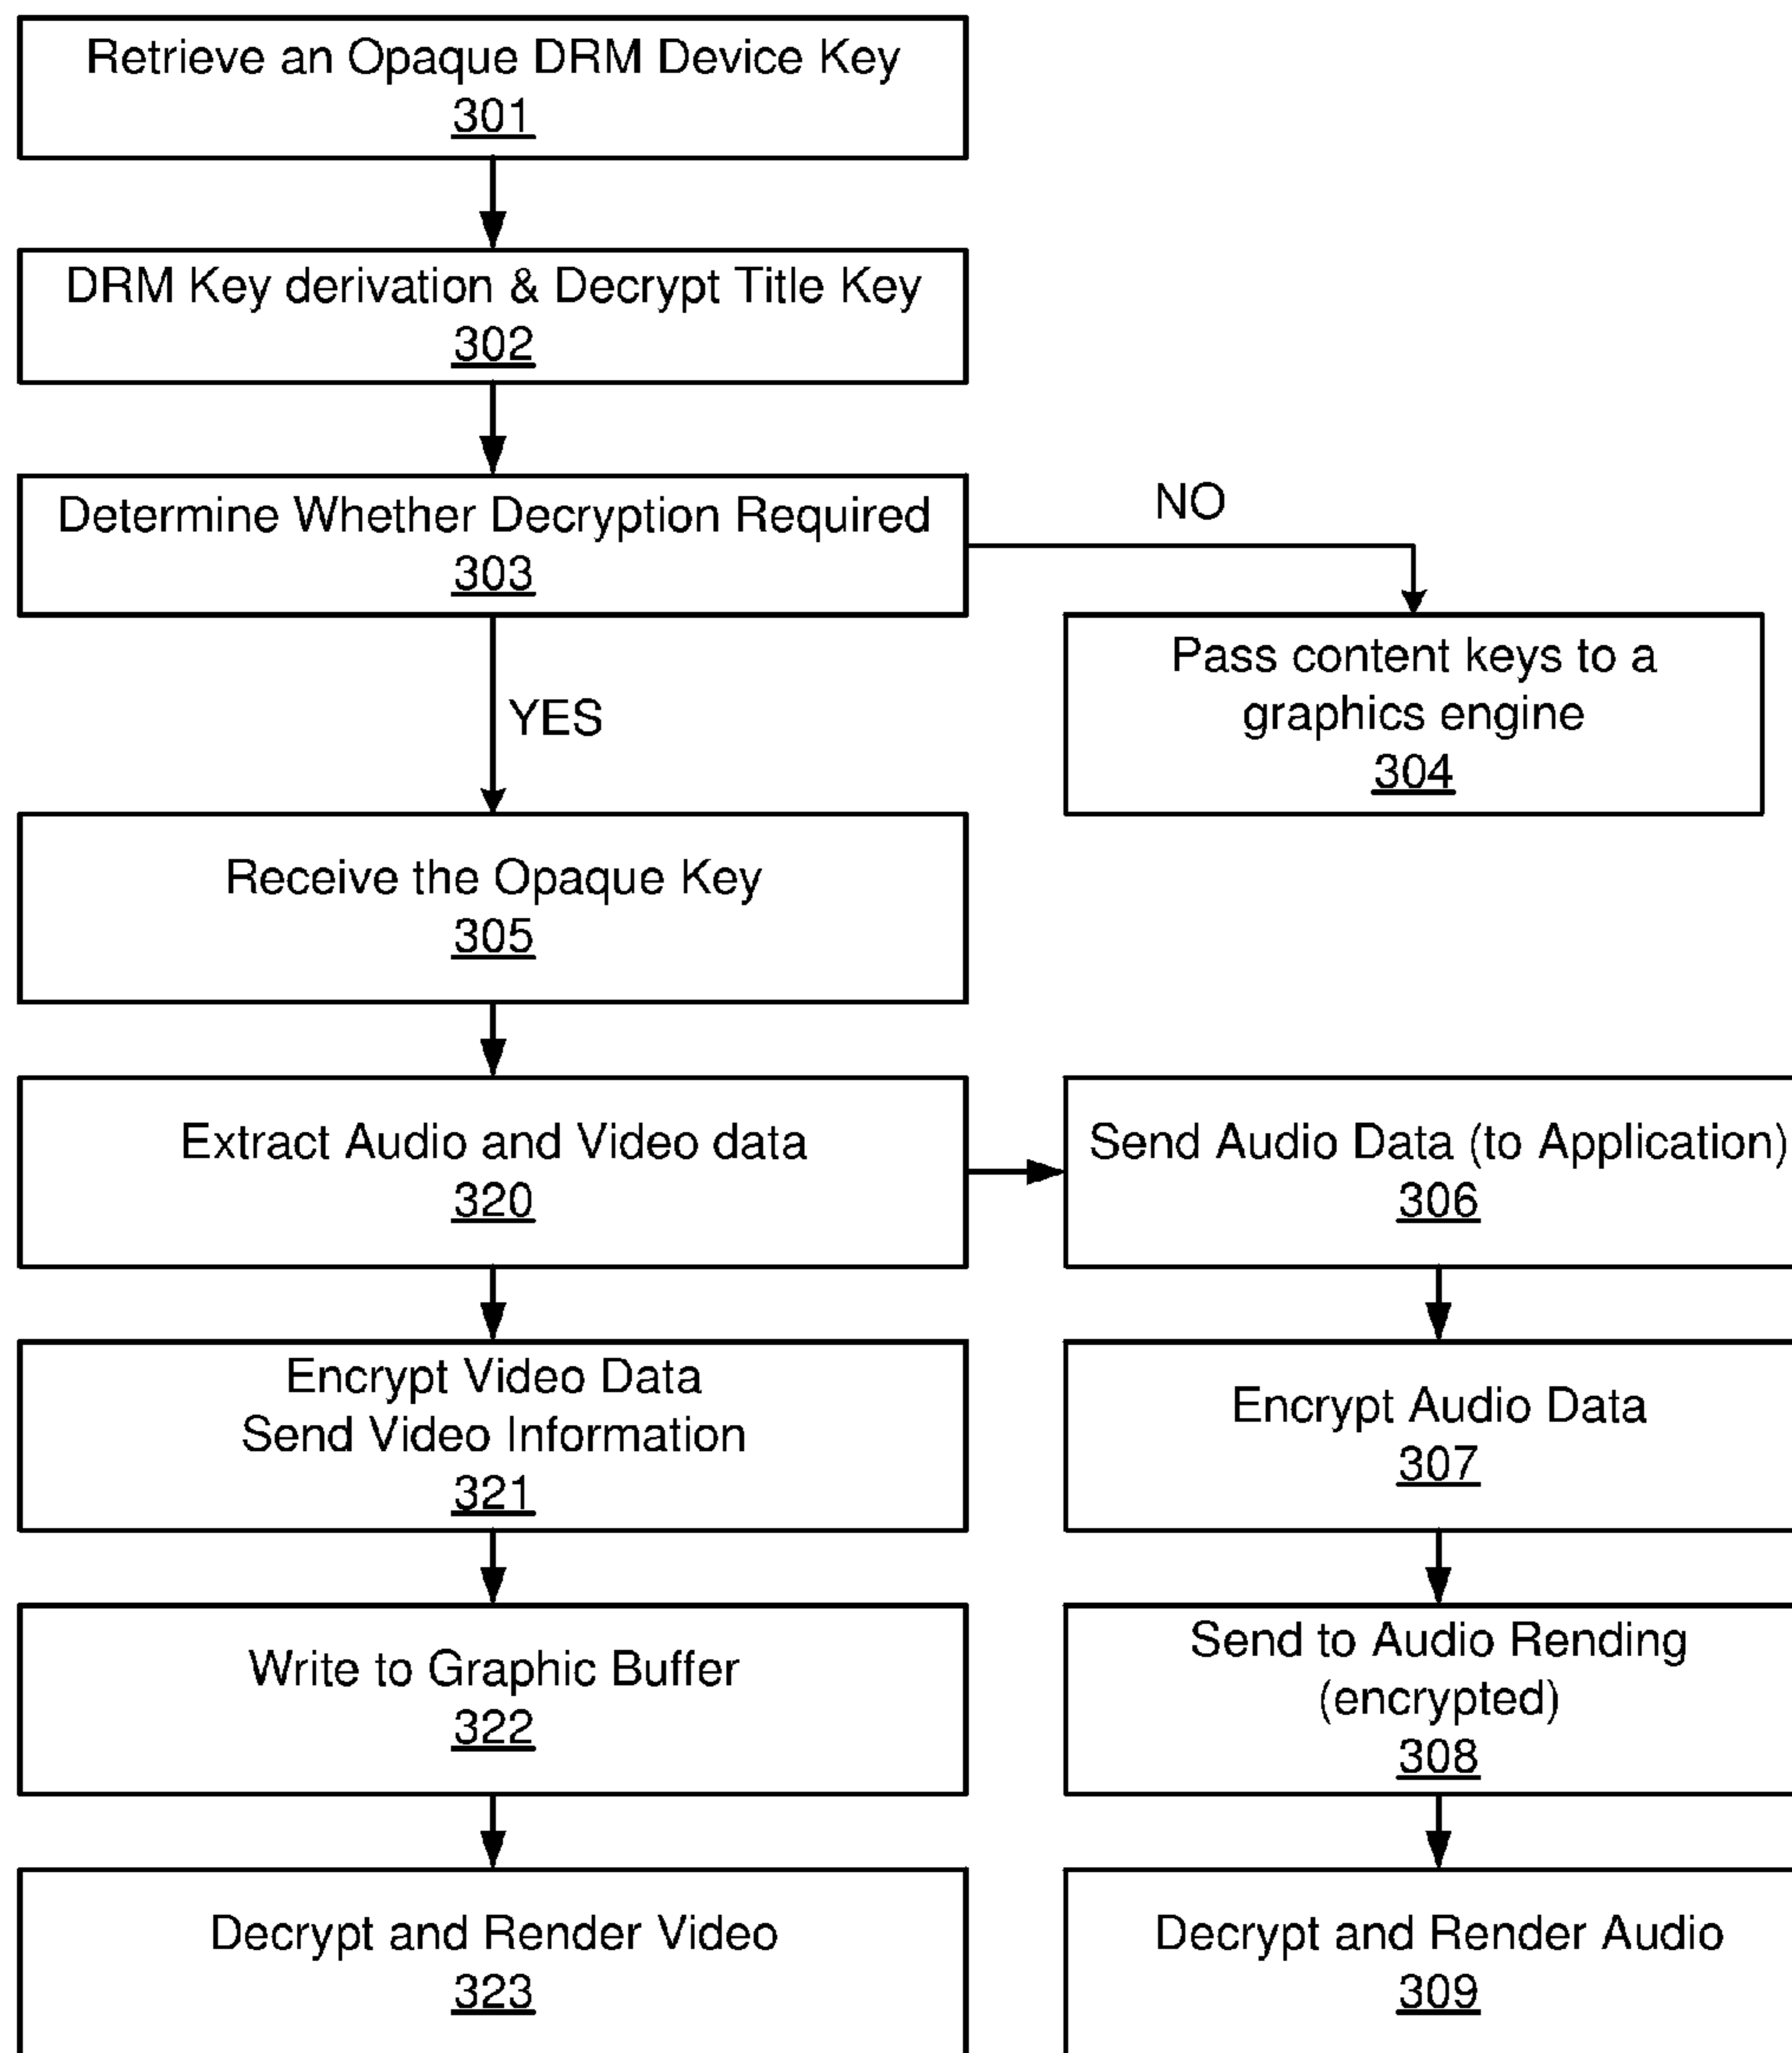 Retrieve an Opaque DRM Device Key
301
DRM Key derivation & Decrypt Title Key
302
Determine Whether Decryption Required
303
NO
Pass content keys to a
graphics engine
304
YES
Receive the Opaque Key
305
Extract Audio and Video data
320
Send Audio Data (to Application)
306
Encrypt Video Data
Send Video Information
321
Encrypt Audio Data
307
Write to Graphic Buffer
322
Send to Audio Rending
(encrypted)
308
Decrypt and Render Video
323
Decrypt and Render Audio
309